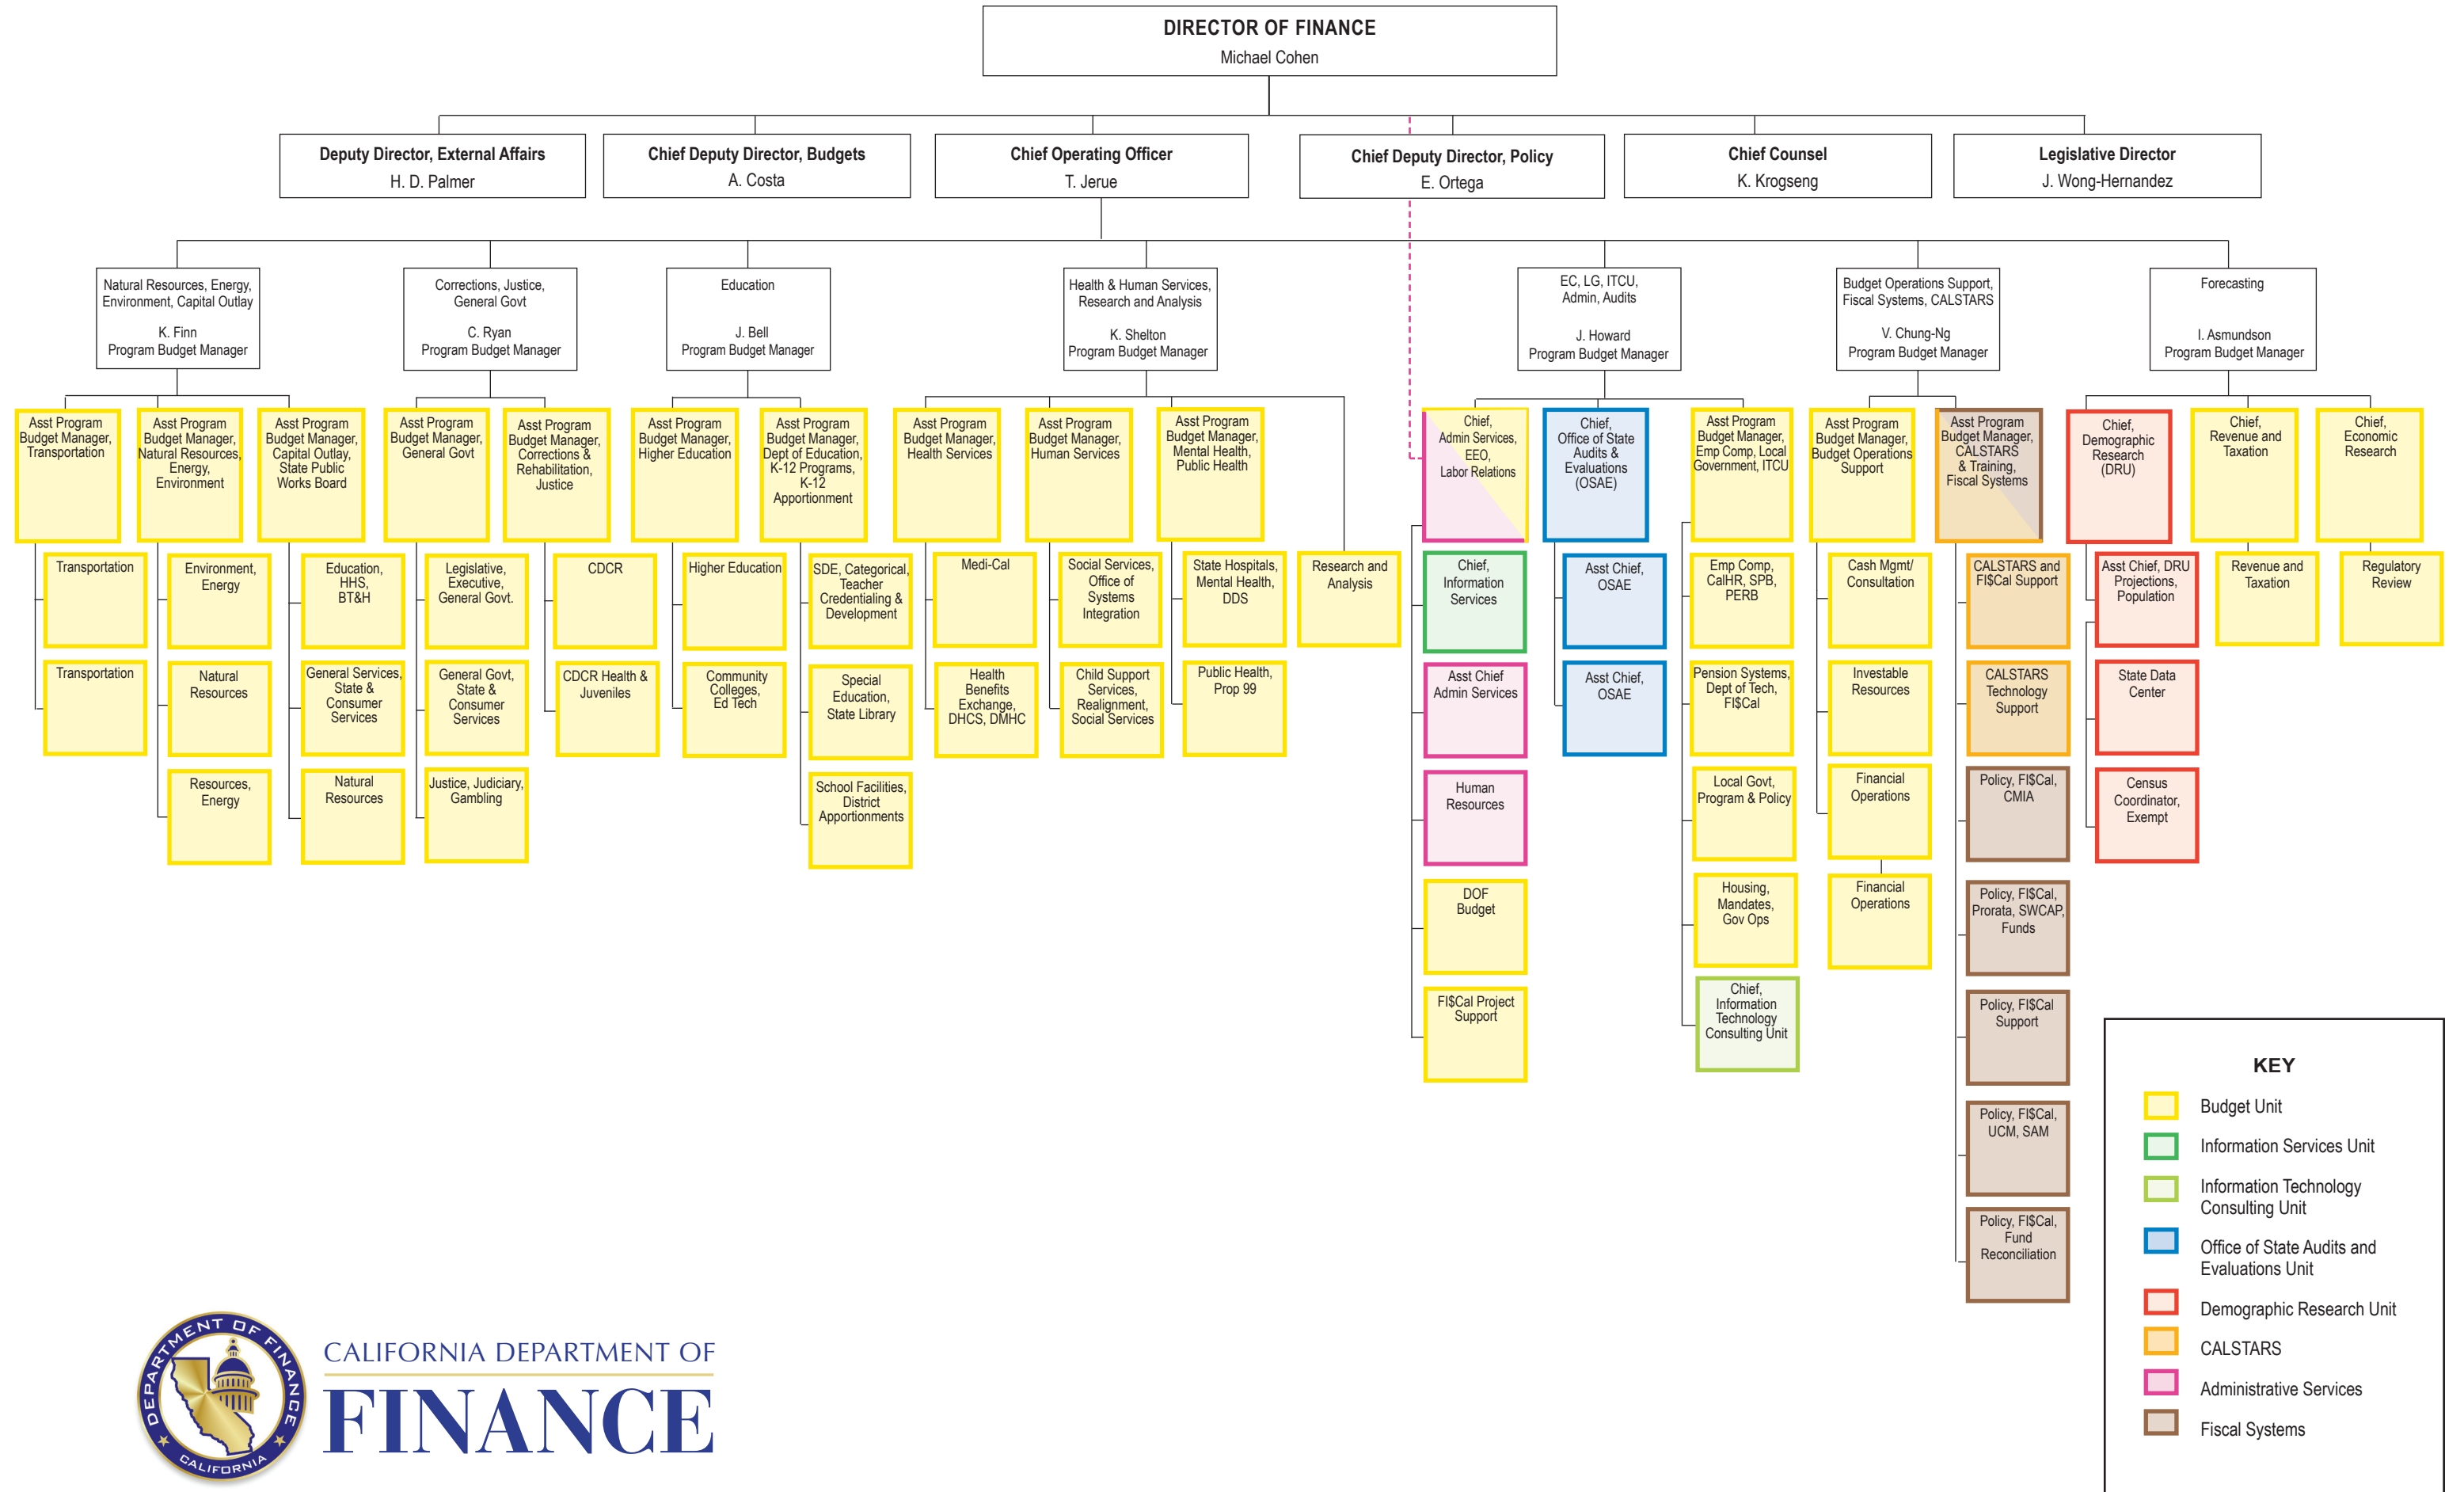 DIRECTOR OF FINANCE
Michael Cohen
Deputy Director, External Affairs
H. D. Palmer
Chief Deputy Director, Budgets
A. Costa
Chief Operating Officer
T. Jerue
Chief Deputy Director, Policy
E. Ortega
Chief Counsel
K. Krogseng
Legislative Director
J. Wong-Hernandez
Natural Resources, Energy,
Environment, Capital Outlay
K. Finn
Program Budget Manager
Corrections, Justice,
General Govt
C. Ryan
Program Budget Manager
Education
J. Bell
Program Budget Manager
Health & Human Services,
Research and Analysis
K. Shelton
Program Budget Manager
EC, LG, ITCU,
Admin, Audits
J. Howard
Program Budget Manager
Budget Operations Support,
Fiscal Systems, CALSTARS
V. Chung-Ng
Program Budget Manager
Forecasting
I. Asmundson
Program Budget Manager
Asst Program
Budget Manager,
Transportation
Asst Program
Budget Manager,
Natural Resources,
Energy,
Environment
Asst Program
Budget Manager,
Capital Outlay,
State Public
Works Board
Asst Program
Budget Manager,
General Govt
Asst Program
Budget Manager,
Corrections &
Rehabilitation,
Justice
Asst Program
Budget Manager,
Higher Education
Asst Program
Budget Manager,
Dept of Education,
K-12 Programs,
K-12
Apportionment
Asst Program
Budget Manager,
Health Services
Asst Program
Budget Manager,
Human Services
Asst Program
Budget Manager,
Mental Health,
Public Health
Chief,
Admin Services,
EEO,
Labor Relations
Chief,
Office of State
Audits &
Evaluations
(OSAE)
Asst Program
Budget Manager,
Emp Comp, Local
Government, ITCU
Asst Program
Budget Manager,
Budget Operations
Support
Asst Program
Budget Manager,
CALSTARS
& Training,
Fiscal Systems
Chief,
Demographic
Research
(DRU)
Chief,
Revenue and
Taxation
Chief,
Economic
Research
Transportation
Environment,
Energy
Education,
HHS,
BT&H
Legislative,
Executive,
General Govt.
CDCR
Higher Education
SDE, Categorical,
Teacher
Credentialing &
Development
Medi-Cal
Social Services,
Office of
Systems
Integration
State Hospitals,
Mental Health,
DDS
Research and
Analysis
Chief,
Information
Services
Asst Chief,
OSAE
Emp Comp,
CalHR, SPB,
PERB
Cash Mgmt/
Consultation
CALSTARS and
FI$Cal Support
Asst Chief, DRU
Projections,
Population
Revenue and
Taxation
Regulatory
Review
Transportation
Natural
Resources
General Services,
State &
Consumer
Services
General Govt,
State &
Consumer
Services
CDCR Health &
Juveniles
Community
Colleges,
Ed Tech
Special
Education,
State Library
Health
Benefits
Exchange,
DHCS, DMHC
Child Support
Services,
Realignment,
Social Services
Public Health,
Prop 99
Asst Chief
Admin Services
Asst Chief,
OSAE
Pension Systems,
Dept of Tech,
FI$Cal
Investable
Resources
CALSTARS
Technology
Support
State Data
Center
Resources,
Energy
Natural
Resources
Justice, Judiciary,
Gambling
School Facilities,
District
Apportionments
Human
Resources
Local Govt,
Program & Policy
Financial
Operations
Policy, FI$Cal,
CMIA
Census
Coordinator,
Exempt
DOF
Budget
Housing,
Mandates,
Gov Ops
Financial
Operations
Policy, FI$Cal,
Prorata, SWCAP,
Funds
FI$Cal Project
Support
Chief,
Information
Technology
Consulting Unit
Policy, FI$Cal
Support
Policy, FI$Cal,
UCM, SAM
Policy, FI$Cal,
Fund
Reconciliation
KEY
Budget Unit
Information Services Unit
Information Technology
Consulting Unit
Office of State Audits and
Evaluations Unit
Demographic Research Unit
CALSTARS
Administrative Services
Fiscal Systems
DEPARTMENT OF FINANCE
CALIFORNIA
CALIFORNIA DEPARTMENT OF
FINANCE